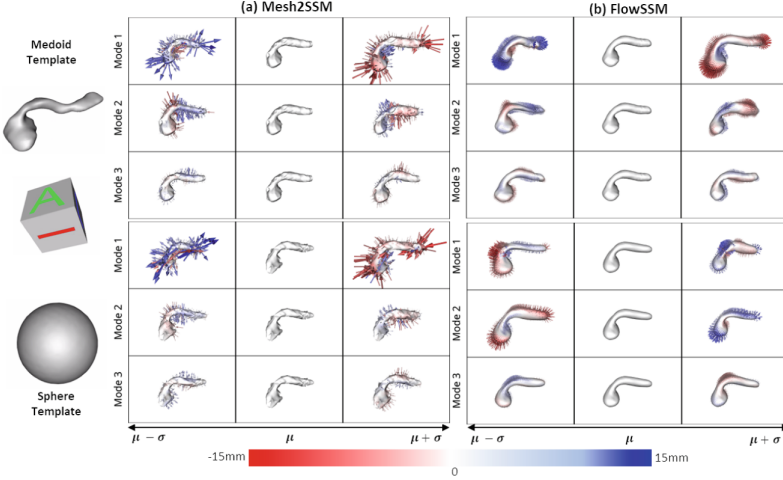 (a) Mesh2SSM
(b) FlowSSM
Medoid
Template
Mode 1
Mode 2
Mode 3
Mode 1
Mode 2
Mode 3
Mode 1
Mode 2
Mode 3
Mode 1
Mode 2
Mode 3
A
Sphere
Template
μ − σ
μ
μ + σ
μ − σ
μ
μ + σ
-15mm
0
15mm